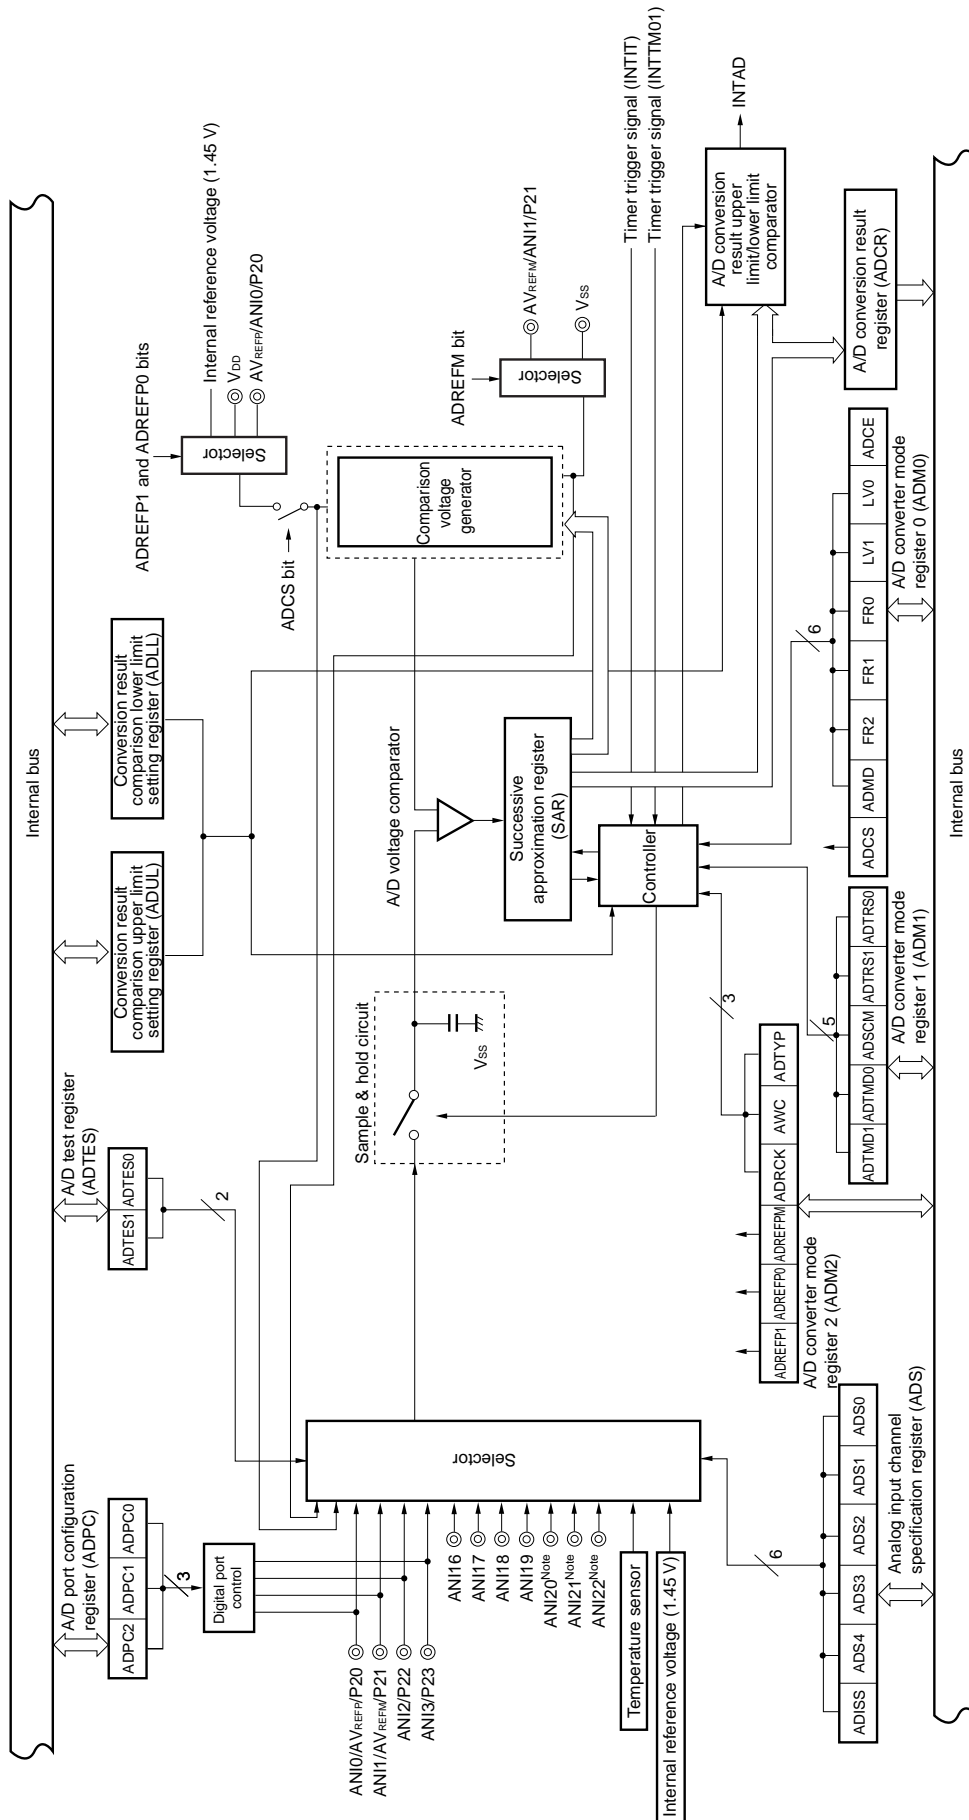 Internal bus
A/D port configuration
register (ADPC)
ADPC2
ADPC1
ADPC0
3
Digital port
control
A/D test register
(ADTES)
ADTES1
ADTES0
2
Conversion result
comparison upper limit
setting register (ADUL)
Conversion result
comparison lower limit
setting register (ADLL)
ADREFP1 and ADREFP0 bits
Selector
Internal reference voltage (1.45 V)
VDD
AVREFP/ANI0/P20
ADCS bit
Comparison
voltage
generator
ADREFM bit
Selector
AVREFM/ANI1/P21
VSS
ANI0/AVREFP/P20
ANI1/AVREFM/P21
ANI2/P22
ANI3/P23
ANI16
ANI17
ANI18
ANI19
ANI20Note
ANI21Note
ANI22Note
Temperature sensor
Internal reference voltage (1.45 V)
Selector
Sample & hold circuit
VSS
A/D voltage comparator
Successive
approximation register
(SAR)
Controller
Timer trigger signal (INTIT)
Timer trigger signal (INTTM01)
A/D conversion
result upper
limit/lower limit
comparator
INTAD
A/D conversion result
register (ADCR)
6
ADISS
ADS4
ADS3
ADS2
ADS1
ADS0
Analog input channel
specification register (ADS)
3
ADREFP1
ADREFP0
ADREFPM
ADRCK
AWC
ADTYP
A/D converter mode
register 2 (ADM2)
5
ADTMD1
ADTMD0
ADSCM
ADTRS1
ADTRS0
A/D converter mode
register 1 (ADM1)
6
ADCS
ADMD
FR2
FR1
FR0
LV1
LV0
ADCE
A/D converter mode
register 0 (ADM0)
Internal bus